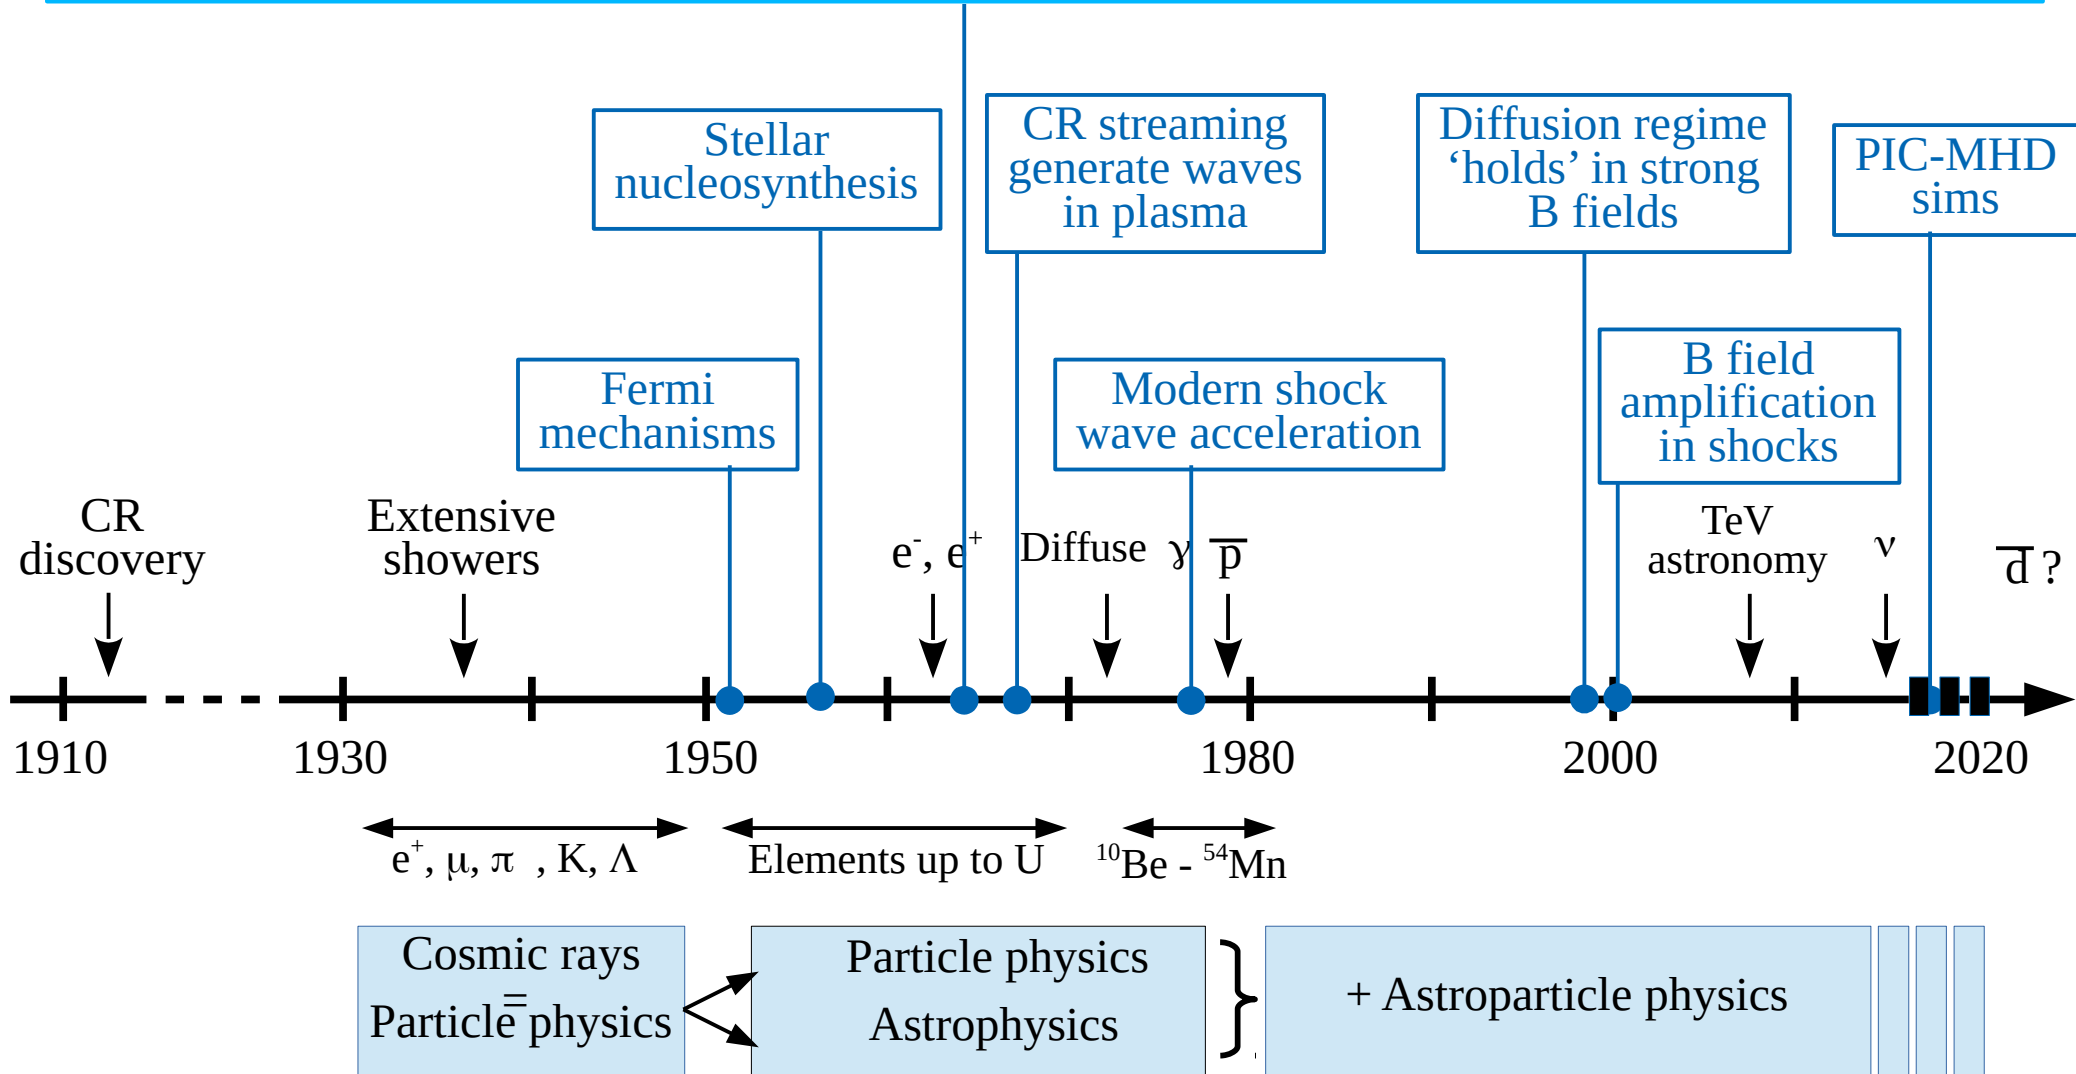 Stellar
nucleosynthesis
CR streaming
generate waves
in plasma
Diffusion regime
‘holds’ in strong
B fields
PIC-MHD
sims
Fermi
mechanisms
Modern shock
wave acceleration
B field
amplification
in shocks
CR
discovery
Extensive
showers
e⁻, e⁺
Diffuse γ
p̅
TeV
astronomy
ν
d̅ ?
1910 1930 1950 1980 2000 2020
e⁺, μ, π , K, Λ
Elements up to U
¹⁰Be - ⁵⁴Mn
Cosmic rays
=
Particle physics
Particle physics
Astrophysics
+ Astroparticle physics